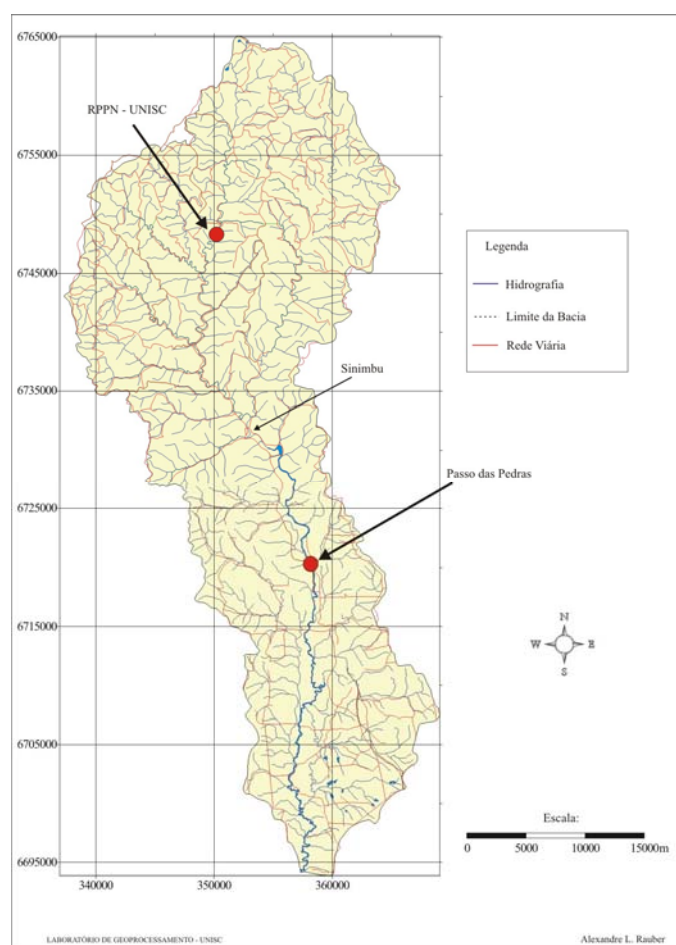 6765000
RPPN - UNISC
6755000
6745000
Legenda
Hidrografia
Limite da Bacia
Rede Viária
6735000
Sinimbu
Passo das Pedras
6725000
6715000
N
W E
S
6705000
Escala:
0 5000 10000 15000m
6695000
340000 350000 360000
LABORATÓRIO DE GEOPROCESSAMENTO - UNISC Alexandre L. Rauber